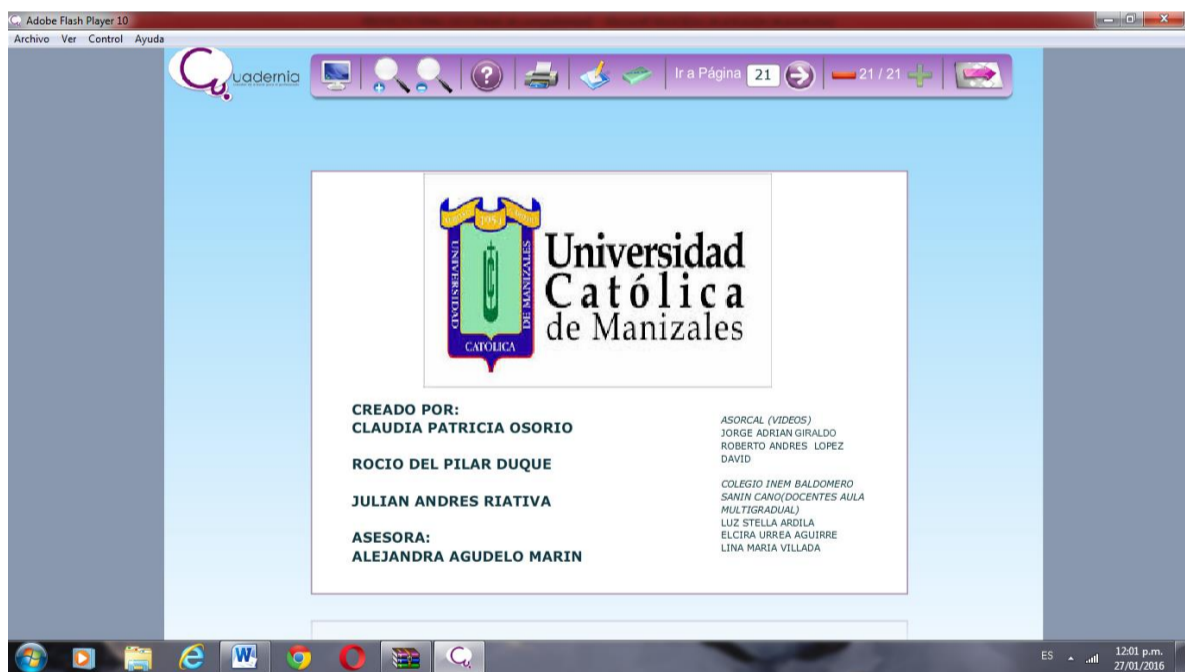 Adobe Flash Player 10
Archivo Ver Control Ayuda
Cuadernia
Ir a Página 21
21 / 21
1953
UNIVERSIDAD
DE MANIZALES
CATOLICA
Universidad
Católica
de Manizales
CREADO POR:
CLAUDIA PATRICIA OSORIO
ROCIO DEL PILAR DUQUE
JULIAN ANDRES RIATIVA
ASESORA:
ALEJANDRA AGUDELO MARIN
ASORCAL (VIDEOS)
JORGE ADRIAN GIRALDO
ROBERTO ANDRES LOPEZ
DAVID
COLEGIO INEM BALDOMERO
SANIN CANO(DOCENTES AULA
MULTIGRADUAL)
LUZ STELLA ARDILA
ELCIRA URREA AGUIRRE
LINA MARIA VILLADA
ES
12:01 p.m.
27/01/2016